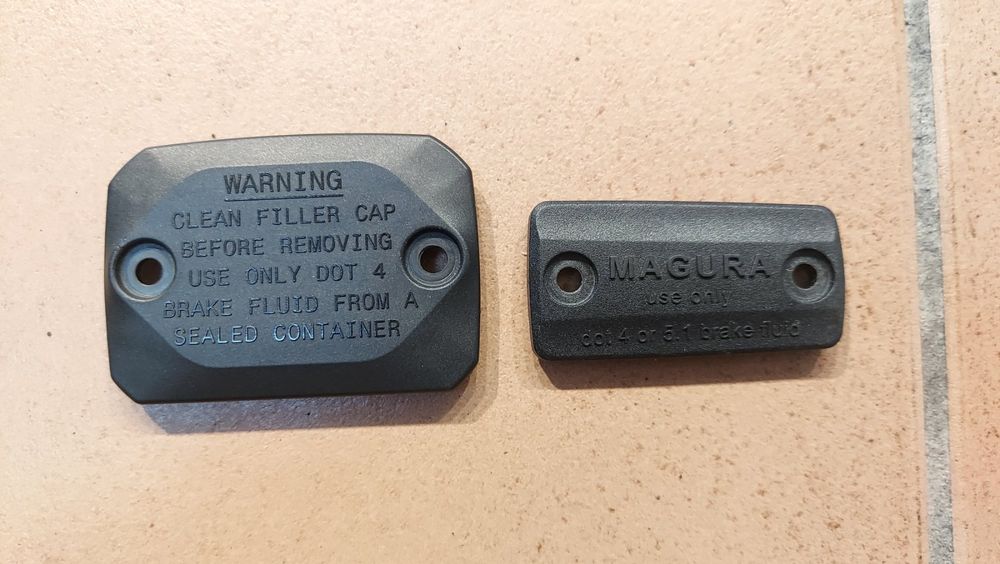 WARNING
CLEAN FILLER CAP
BEFORE REMOVING
USE ONLY DOT 4
BRAKE FLUID FROM A
SEALED CONTAINER
MAGURA
use only
dot 4 or 5.1 brake fluid